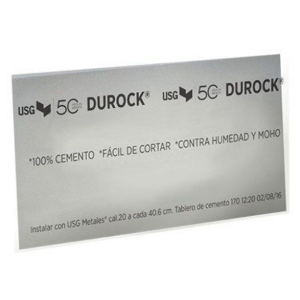 USG 50 DUROCK® USG 50 DUROCK®
*100% CEMENTO *FÁCIL DE CORTAR *CONTRA HUMEDAD Y MOHO
Instalar con USG Metales* cal.20 a cada 40.6 cm. Tablero de cemento 170 12:20 02/08/16